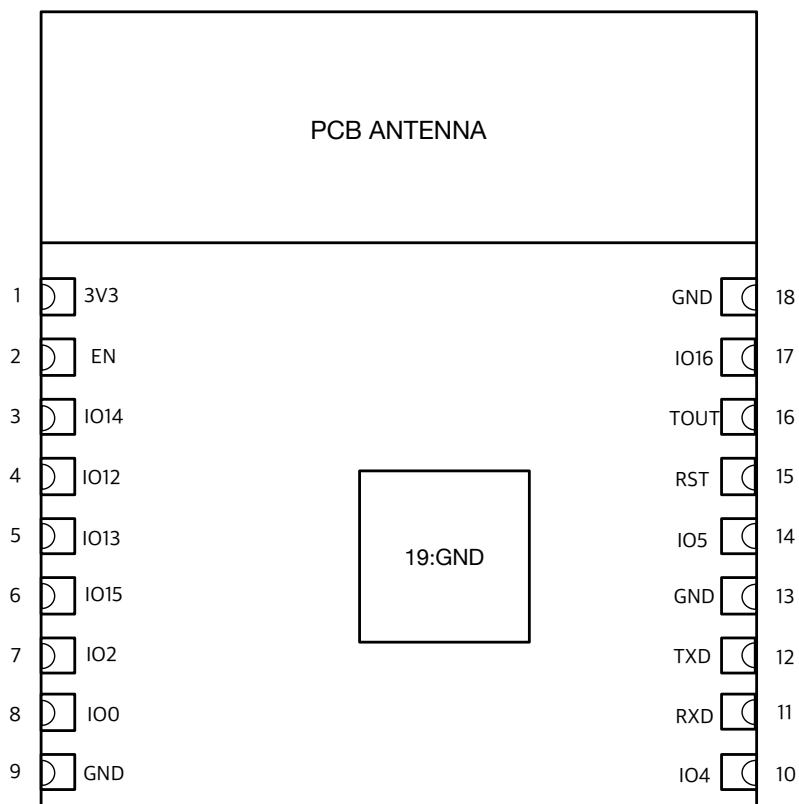 PCB ANTENNA
1 3V3 GND 18
2 EN IO16 17
3 IO14 TOUT 16
4 IO12 RST 15
5 IO13 IO5 14
19:GND
6 IO15 GND 13
7 IO2 TXD 12
8 IO0 RXD 11
9 GND IO4 10